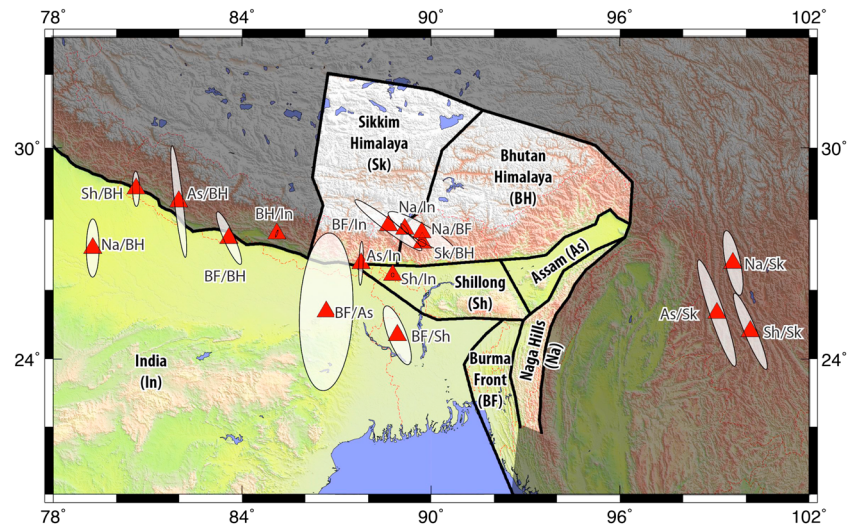 78˚
84˚
90˚
96˚
102˚
30˚
30˚
24˚
24˚
Sikkim
Himalaya
(Sk)
Bhutan
Himalaya
(BH)
Sh/BH
As/BH
BH/In
BF/In
Na/In
Na/BF
Sk/BH
Na/BH
BF/BH
As/In
Sh/In
Shillong
(Sh)
Assam (As)
Na/Sk
BF/As
BF/Sh
As/Sk
Sh/Sk
India
(In)
Burma
Front
(BF)
Naga Hills
(Na)
78˚
84˚
90˚
96˚
102˚